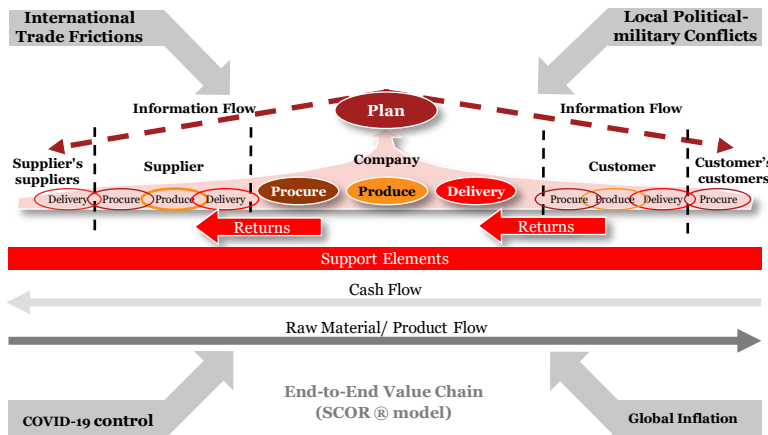 International
Trade Frictions
Local Political-
military Conflicts
Information Flow
Plan
Information Flow
Supplier's
suppliers
Supplier
Company
Customer
Customer's
customers
Delivery
Procure
Produce
Delivery
Procure
Produce
Delivery
Procure
Produce
Delivery
Procure
Returns
Returns
Support Elements
Cash Flow
Raw Material/ Product Flow
End-to-End Value Chain
(SCOR ® model)
COVID-19 control
Global Inflation